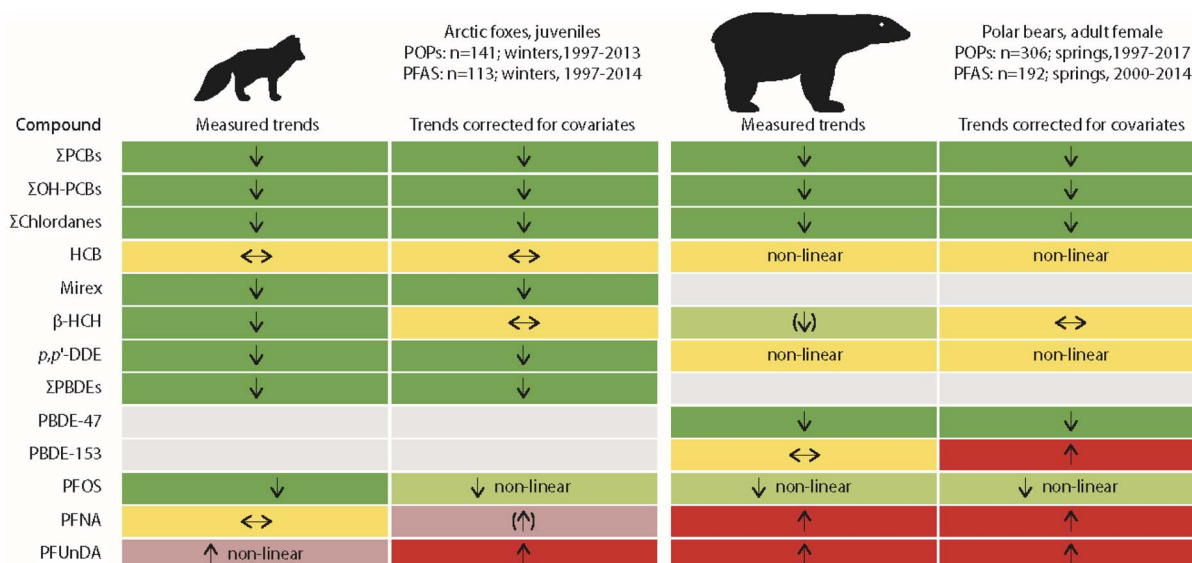 Arctic foxes, juveniles
POPs: n=141; winters,1997-2013
PFAS: n=113; winters, 1997-2014
Polar bears, adult female
POPs: n=306; springs,1997-2017
PFAS: n=192; springs, 2000-2014
Compound Measured trends Trends corrected for covariates Measured trends Trends corrected for covariates
ΣPCBs ↓ ↓ ↓ ↓
ΣOH-PCBs ↓ ↓ ↓ ↓
ΣChlordanes ↓ ↓ ↓ ↓
HCB ↔ ↔ non-linear non-linear
Mirex ↓ ↓
β-HCH ↓ ↔ (↓) ↔
p,p'-DDE ↓ ↓ non-linear non-linear
ΣPBDEs ↓ ↓
PBDE-47 ↓ ↓
PBDE-153 ↔ ↑
PFOS ↓ ↓ non-linear ↓ non-linear ↓ non-linear
PFNA ↔ (↑) ↑ ↑
PFUnDA ↑ non-linear ↑ ↑ ↑